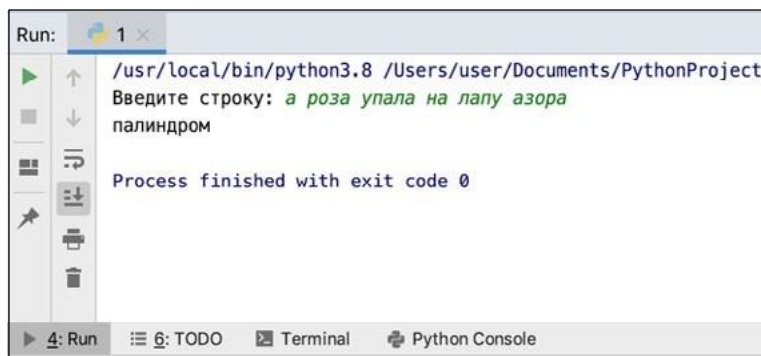 Run: 1 ×
/usr/local/bin/python3.8 /Users/user/Documents/PythonProject
Введите строку: а роза упала на лапу азора
палиндром
Process finished with exit code 0
4: Run 6: TODO Terminal Python Console